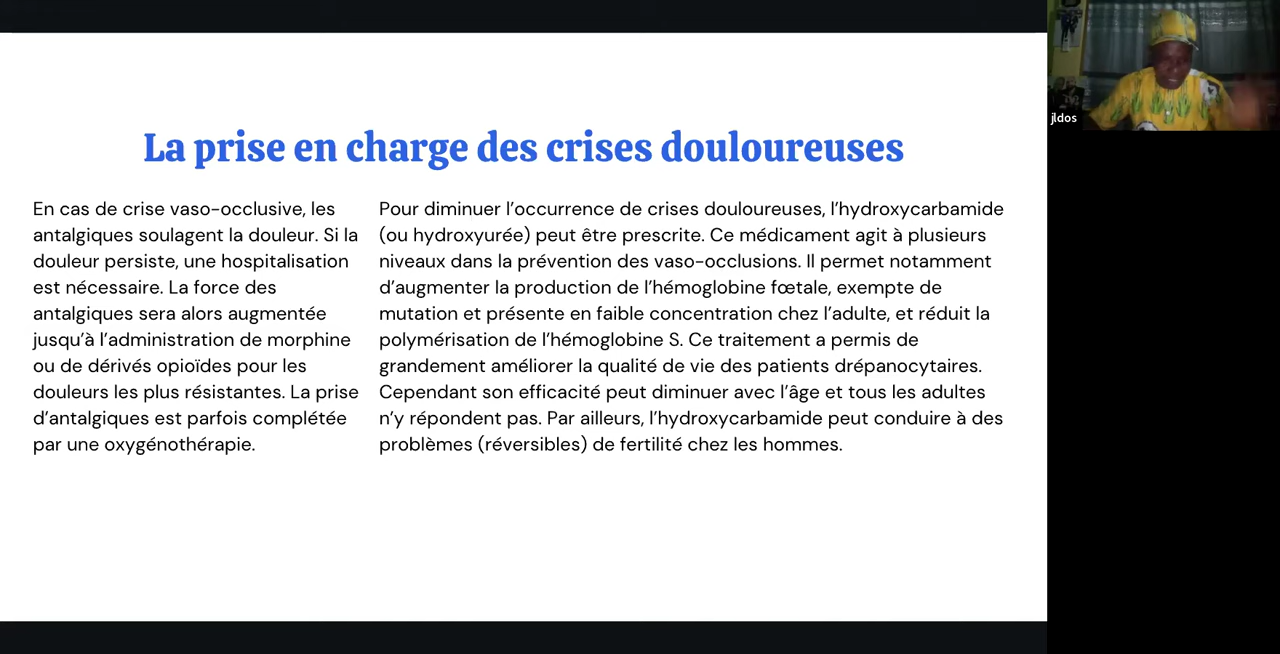 La prise en charge des crises douloureuses
En cas de crise vaso-occlusive, les
antalgiques soulagent la douleur. Si la
douleur persiste, une hospitalisation
est nécessaire. La force des
antalgiques sera alors augmentée
jusqu’à l’administration de morphine
ou de dérivés opioïdes pour les
douleurs les plus résistantes. La prise
d’antalgiques est parfois complétée
par une oxygénothérapie.
Pour diminuer l’occurrence de crises douloureuses, l’hydroxycarbamide
(ou hydroxyurée) peut être prescrite. Ce médicament agit à plusieurs
niveaux dans la prévention des vaso-occlusions. Il permet notamment
d’augmenter la production de l’hémoglobine fœtale, exempte de
mutation et présente en faible concentration chez l’adulte, et réduit la
polymérisation de l’hémoglobine S. Ce traitement a permis de
grandement améliorer la qualité de vie des patients drépanocytaires.
Cependant son efficacité peut diminuer avec l’âge et tous les adultes
n’y répondent pas. Par ailleurs, l’hydroxycarbamide peut conduire à des
problèmes (réversibles) de fertilité chez les hommes.
jldos